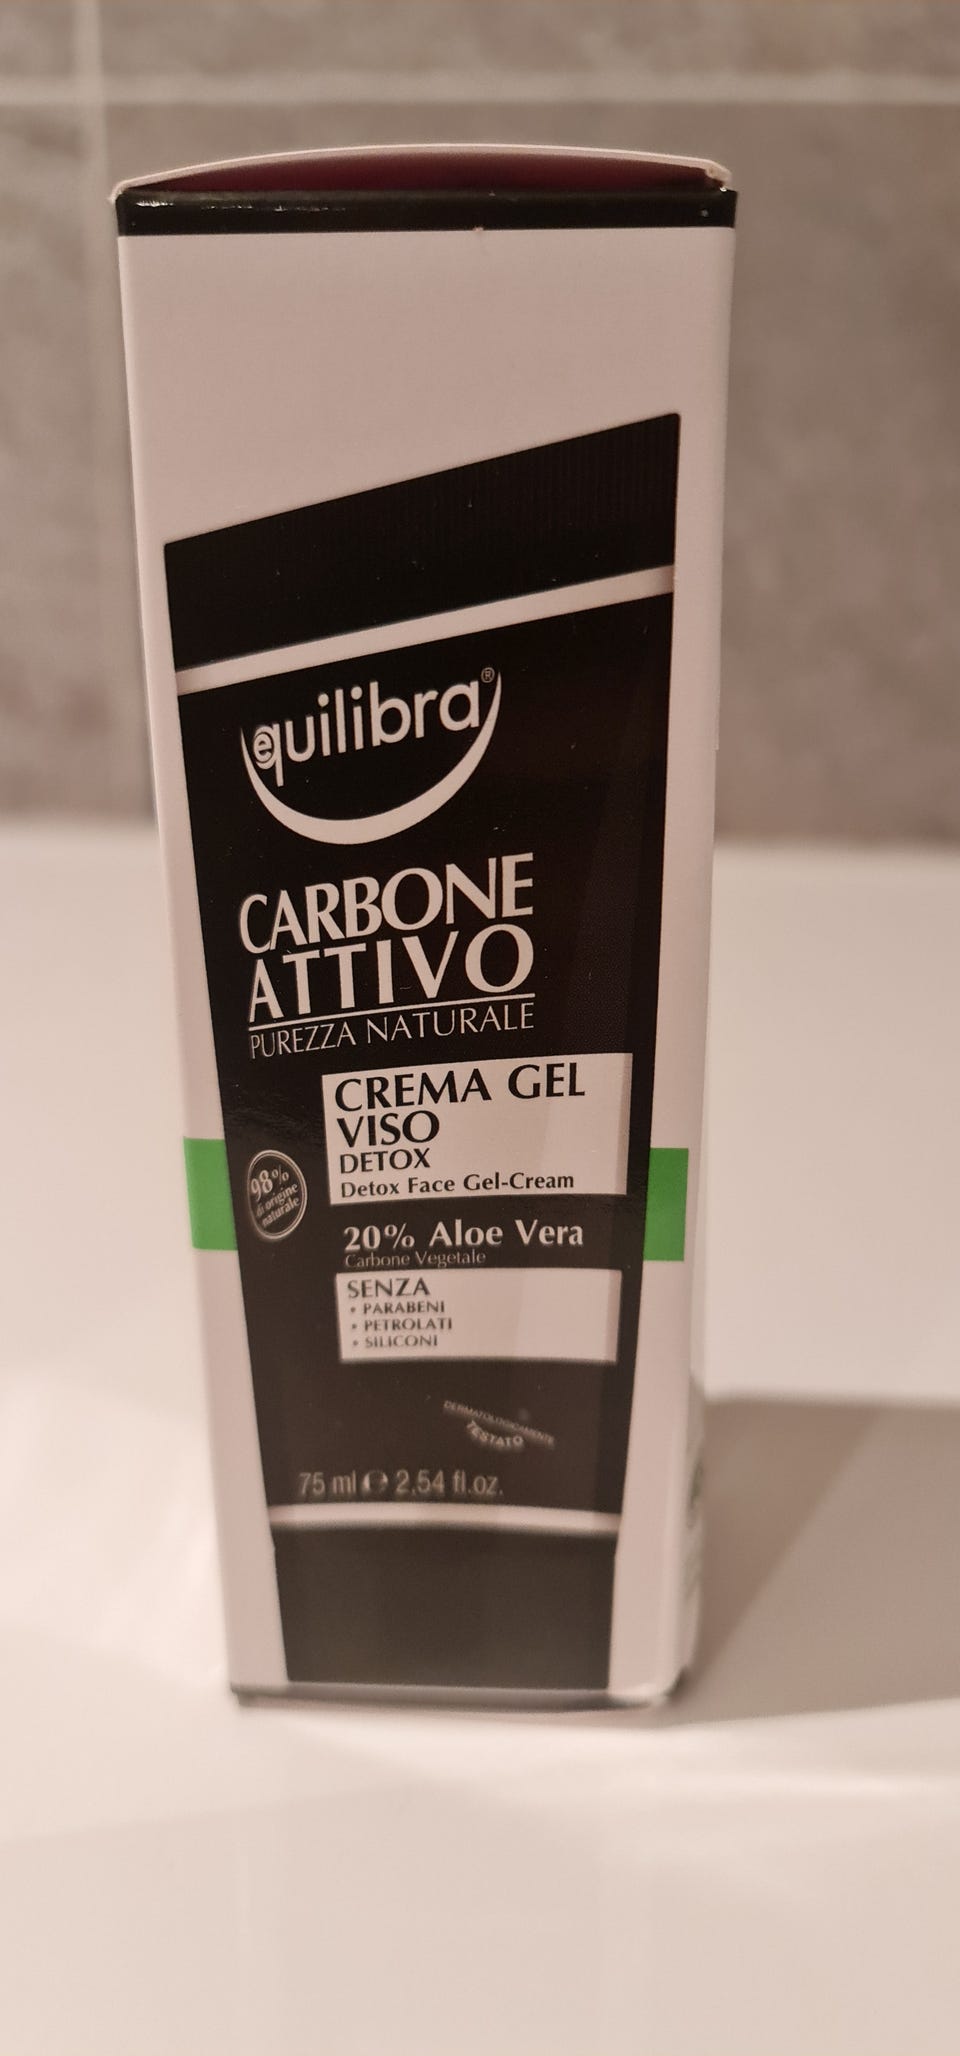 equilibra®
CARBONE
ATTIVO
PUREZZA NATURALE
CREMA GEL
VISO
DETOX
Detox Face Gel-Cream
98%
di origine
naturale
20% Aloe Vera
Carbone Vegetale
SENZA
• PARABENI
• PETROLATI
• SILICONI
DERMATOLOGICAMENTE
TESTATO
75 ml ℮ 2,54 fl.oz.